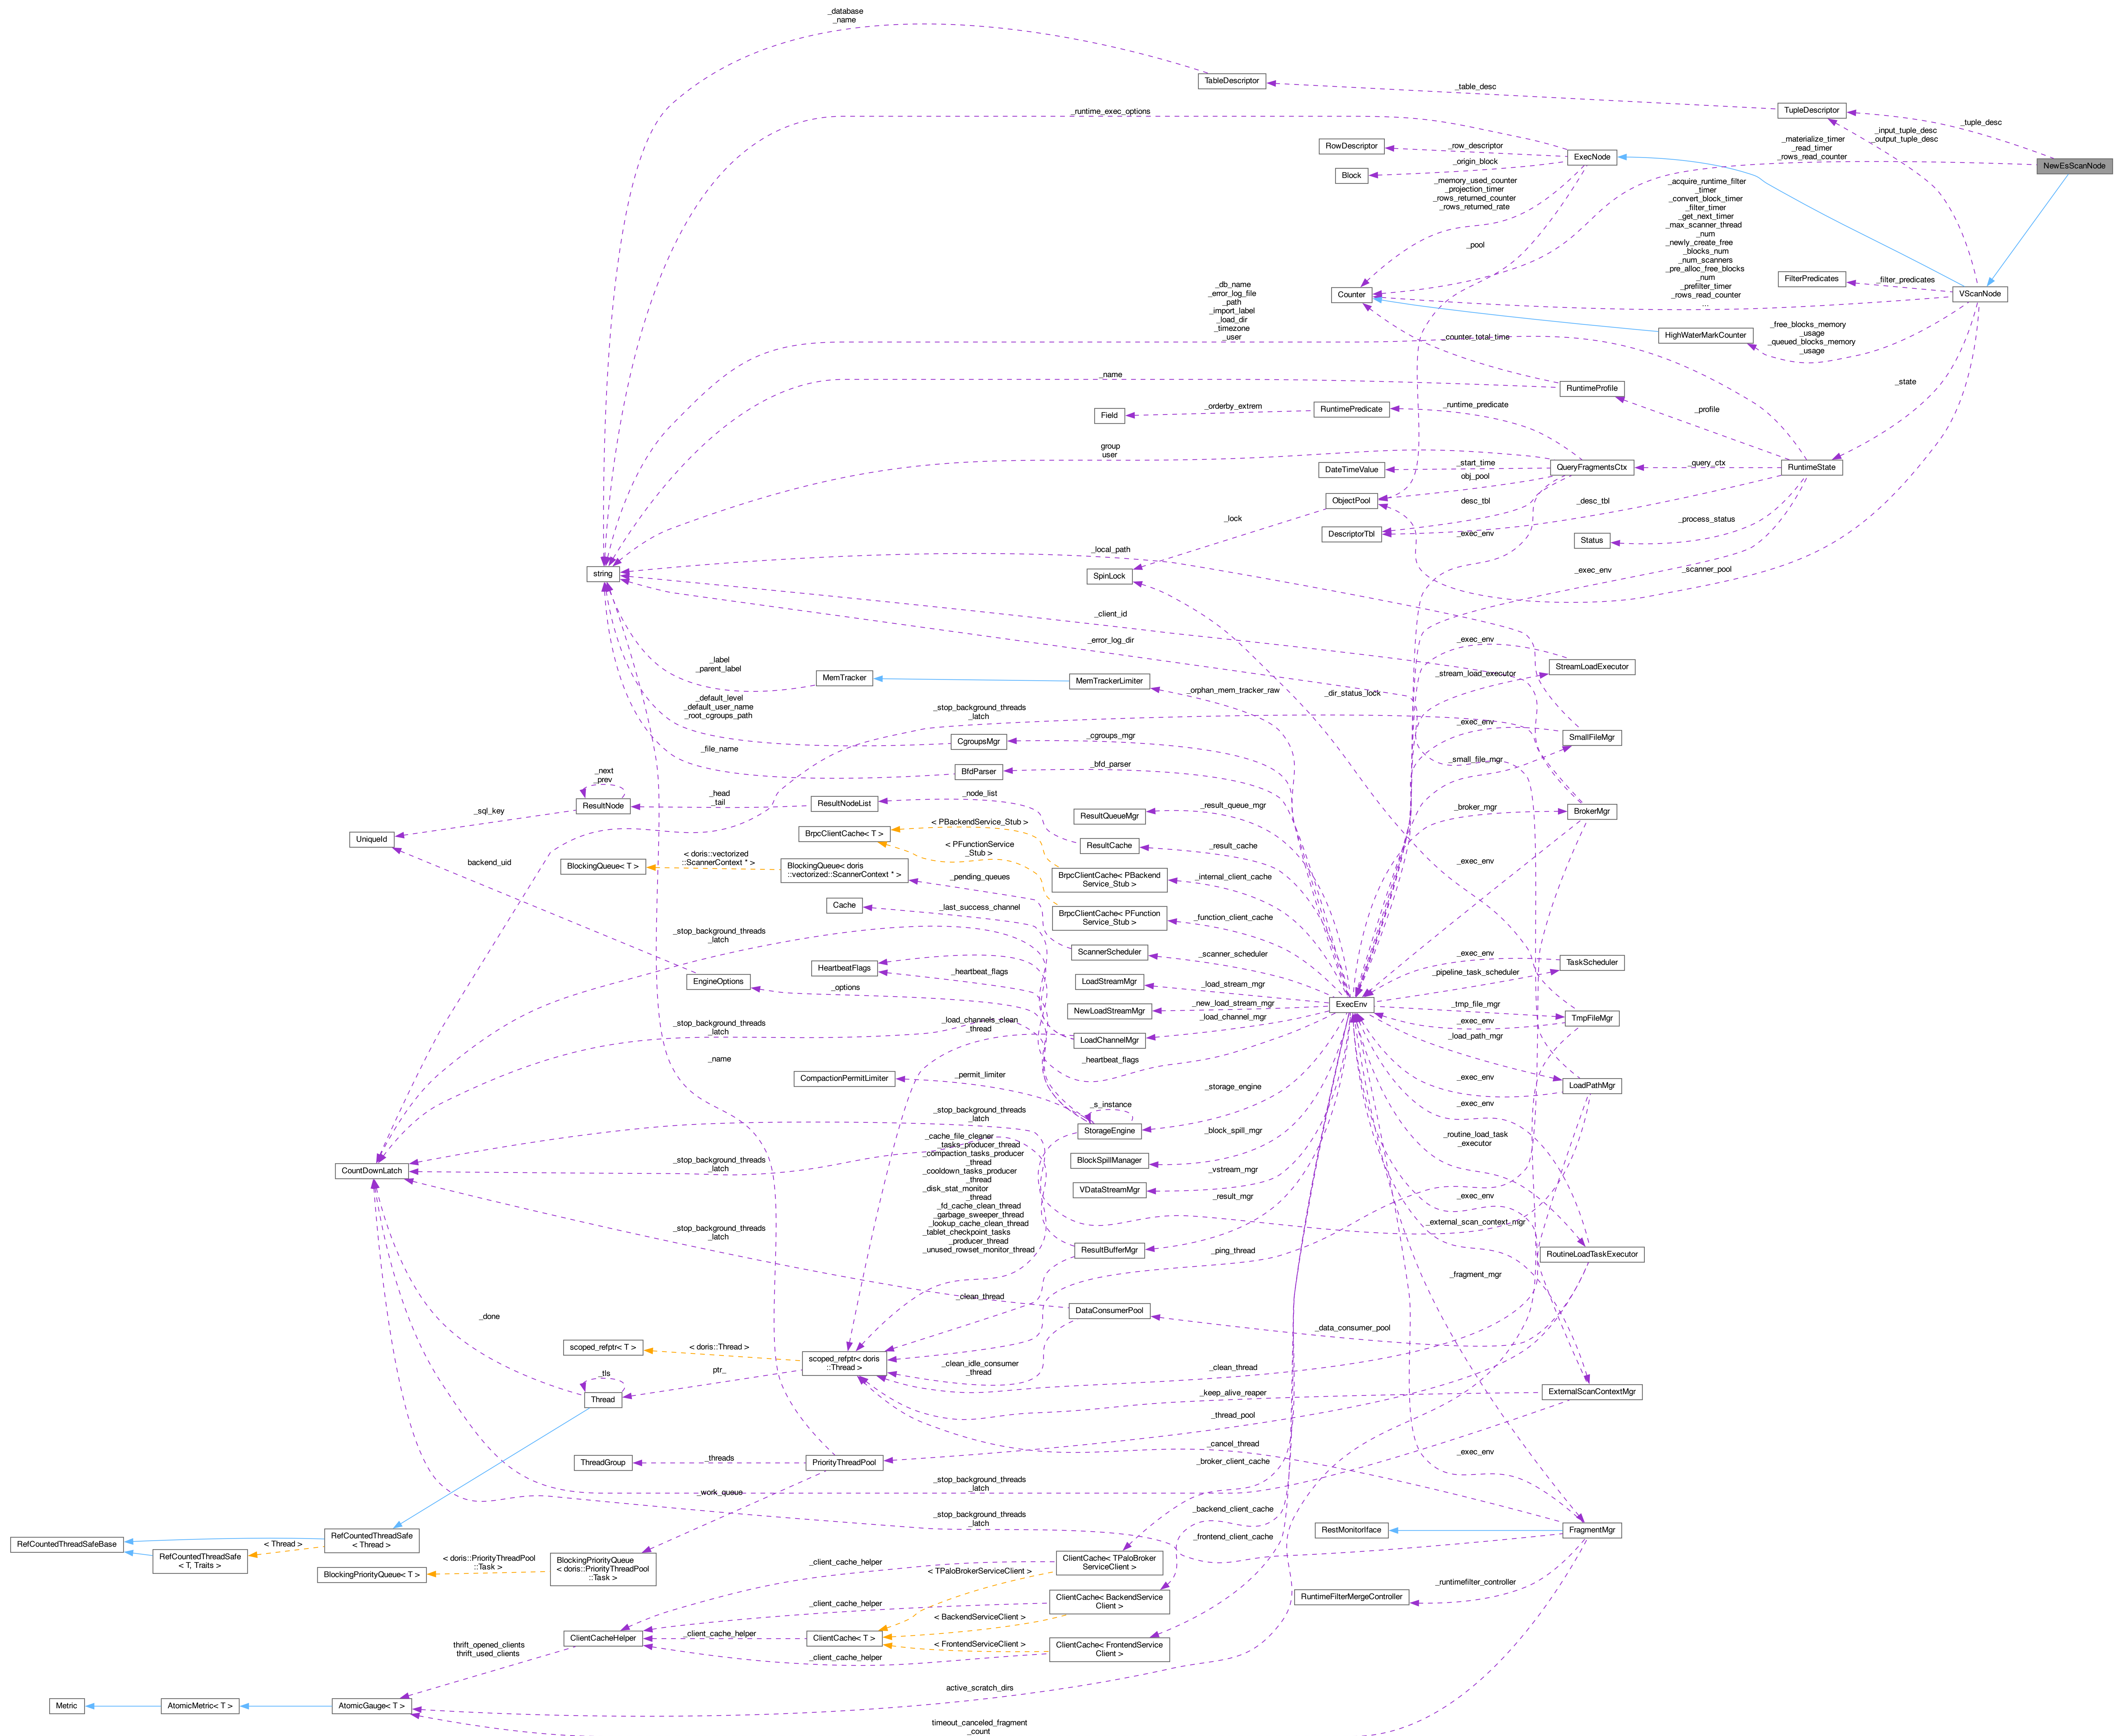 _database
_name
TableDescriptor
_table_desc
TupleDescriptor
_tuple_desc
_runtime_exec_options
_input_tuple_desc
_output_tuple_desc
_materialize_timer
_read_timer
_rows_read_counter
NewEsScanNode
RowDescriptor
_row_descriptor
ExecNode
_origin_block
Block
_memory_used_counter
_projection_timer
_rows_returned_counter
_rows_returned_rate
_acquire_runtime_filter
_timer
_convert_block_timer
_filter_timer
_get_next_timer
_max_scanner_thread
_num
_newly_create_free
_blocks_num
_num_scanners
_pre_alloc_free_blocks
_num
_prefilter_timer
_rows_read_counter
...
_pool
FilterPredicates
_filter_predicates
VScanNode
Counter
_db_name
_error_log_file
_path
_import_label
_load_dir
_timezone
_user
HighWaterMarkCounter
_free_blocks_memory
_usage
_queued_blocks_memory
_usage
_counter_total_time
_name
RuntimeProfile
_state
Field
_orderby_extrem
RuntimePredicate
_runtime_predicate
_profile
group
user
DateTimeValue
_start_time
QueryFragmentsCtx
_query_ctx
RuntimeState
obj_pool
ObjectPool
desc_tbl
_desc_tbl
_lock
DescriptorTbl
_exec_env
_process_status
Status
_local_path
string
SpinLock
_exec_env
_scanner_pool
_client_id
_error_log_dir
_exec_env
StreamLoadExecutor
_label
_parent_label
MemTracker
MemTrackerLimiter
_stream_load_executor
_orphan_mem_tracker_raw
_dir_status_lock
_default_level
_default_user_name
_root_cgroups_path
_stop_background_threads
_latch
_exec_env
SmallFileMgr
CgroupsMgr
_cgroups_mgr
_file_name
_small_file_mgr
BfdParser
_bfd_parser
_next
_prev
ResultNode
_head
_tail
ResultNodeList
_node_list
_sql_key
ResultQueueMgr
_result_queue_mgr
_broker_mgr
BrokerMgr
UniqueId
BrpcClientCache< T >
< PBackendService_Stub >
ResultCache
_result_cache
backend_uid
BlockingQueue< T >
< doris::vectorized
::ScannerContext * >
BlockingQueue< doris
::vectorized::ScannerContext * >
< PFunctionService
_Stub >
_exec_env
BrpcClientCache< PBackend
Service_Stub >
_internal_client_cache
_pending_queues
Cache
_last_success_channel
BrpcClientCache< PFunction
Service_Stub >
_function_client_cache
_stop_background_threads
_latch
ScannerScheduler
_scanner_scheduler
_exec_env
TaskScheduler
HeartbeatFlags
_heartbeat_flags
_pipeline_task_scheduler
EngineOptions
_options
LoadStreamMgr
_load_stream_mgr
ExecEnv
NewLoadStreamMgr
_new_load_stream_mgr
_tmp_file_mgr
TmpFileMgr
_load_channel_mgr
_exec_env
_stop_background_threads
_latch
_load_channels_clean
_thread
LoadChannelMgr
_load_path_mgr
_name
_heartbeat_flags
CompactionPermitLimiter
_permit_limiter
_exec_env
LoadPathMgr
_storage_engine
_s_instance
_exec_env
_stop_background_threads
_latch
StorageEngine
_block_spill_mgr
_routine_load_task
_executor
_cache_file_cleaner
_tasks_producer_thread
_compaction_tasks_producer
_thread
_cooldown_tasks_producer
_thread
_disk_stat_monitor
_thread
_fd_cache_clean_thread
_garbage_sweeper_thread
_lookup_cache_clean_thread
_tablet_checkpoint_tasks
_producer_thread
_unused_rowset_monitor_thread
BlockSpillManager
CountDownLatch
_stop_background_threads
_latch
_vstream_mgr
VDataStreamMgr
_result_mgr
_exec_env
_external_scan_context_mgr
_stop_background_threads
_latch
ResultBufferMgr
_ping_thread
RoutineLoadTaskExecutor
_fragment_mgr
_clean_thread
DataConsumerPool
_data_consumer_pool
_done
scoped_refptr< T >
< doris::Thread >
scoped_refptr< doris
::Thread >
_clean_idle_consumer
_thread
_clean_thread
_tls
ptr_
Thread
_keep_alive_reaper
ExternalScanContextMgr
_thread_pool
_cancel_thread
_exec_env
ThreadGroup
_threads
PriorityThreadPool
_broker_client_cache
_stop_background_threads
_latch
_work_queue
_stop_background_threads
_latch
_backend_client_cache
_frontend_client_cache
RestMonitorIface
FragmentMgr
RefCountedThreadSafeBase
RefCountedThreadSafe
< Thread >
< Thread >
RefCountedThreadSafe
< T, Traits >
BlockingPriorityQueue< T >
< doris::PriorityThreadPool
::Task >
BlockingPriorityQueue
< doris::PriorityThreadPool
::Task >
_client_cache_helper
< TPaloBrokerServiceClient >
ClientCache< TPaloBroker
ServiceClient >
_runtimefilter_controller
RuntimeFilterMergeController
_client_cache_helper
ClientCache< BackendService
Client >
< BackendServiceClient >
ClientCacheHelper
_client_cache_helper
ClientCache< T >
< FrontendServiceClient >
ClientCache< FrontendService
Client >
_client_cache_helper
thrift_opened_clients
thrift_used_clients
active_scratch_dirs
Metric
AtomicMetric< T >
AtomicGauge< T >
timeout_canceled_fragment
_count